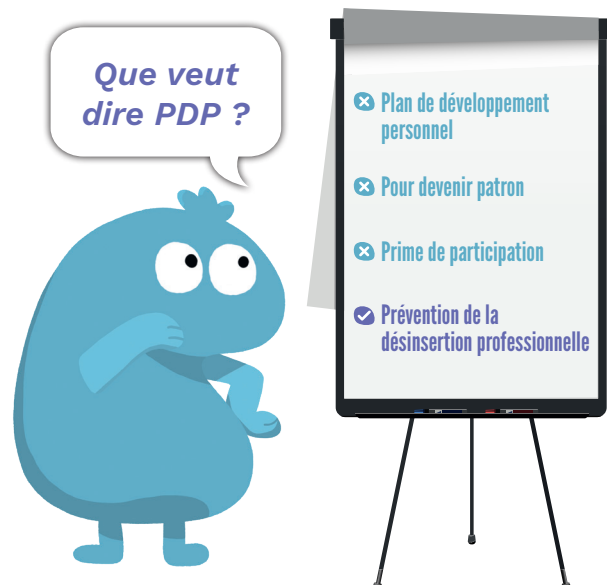 Que veut
dire PDP ?
Plan de développement
personnel
Pour devenir patron
Prime de participation
Prévention de la
désinsertion professionnelle